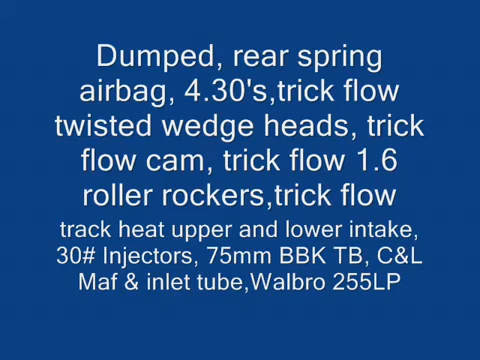 Dumped, rear spring
airbag, 4.30's,trick flow
twisted wedge heads, trick
flow cam, trick flow 1.6
roller rockers,trick flow
track heat upper and lower intake,
30# Injectors, 75mm BBK TB, C&L
Maf & inlet tube,Walbro 255LP